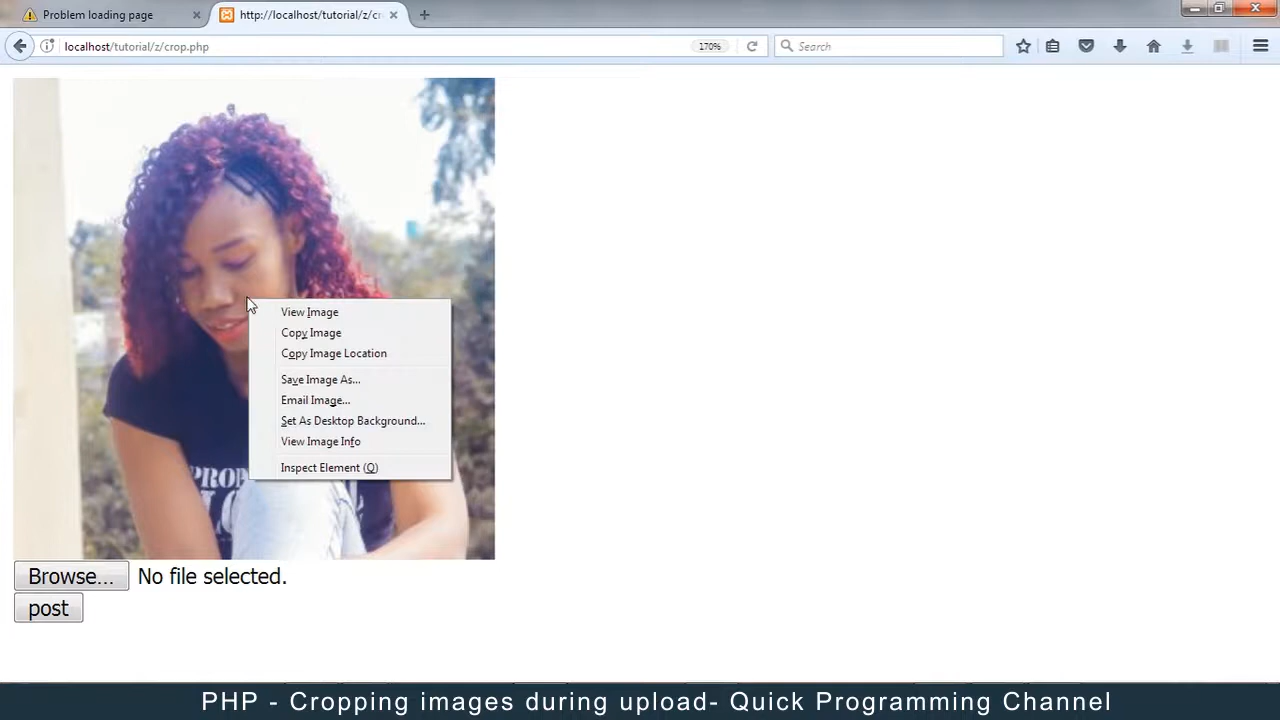 Problem loading page
http://localhost/tutorial/z/cr
localhost/tutorial/z/crop.php
170%
Search
View Image
Copy Image
Copy Image Location
Save Image As...
Email Image...
Set As Desktop Background...
View Image Info
Inspect Element (Q)
Browse... No file selected.
post
PHP - Cropping images during upload- Quick Programming Channel